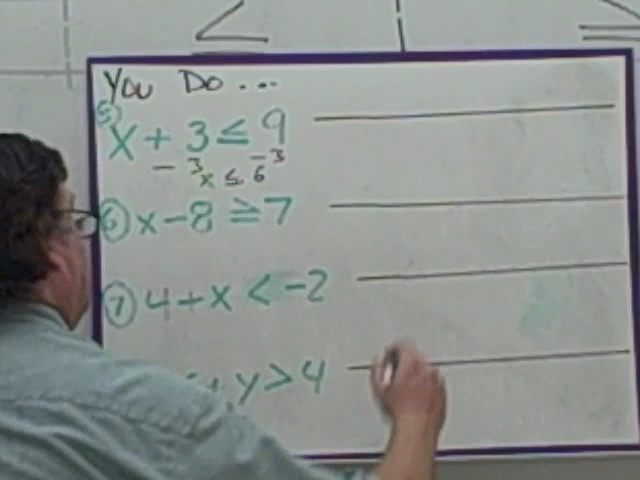 ≤ ≥
YOU DO...
5) x + 3 ≤ 9
- 3 -3
x ≤ 6
6 x-8 ≥ 7
7 4+x < -2
+ y > 4